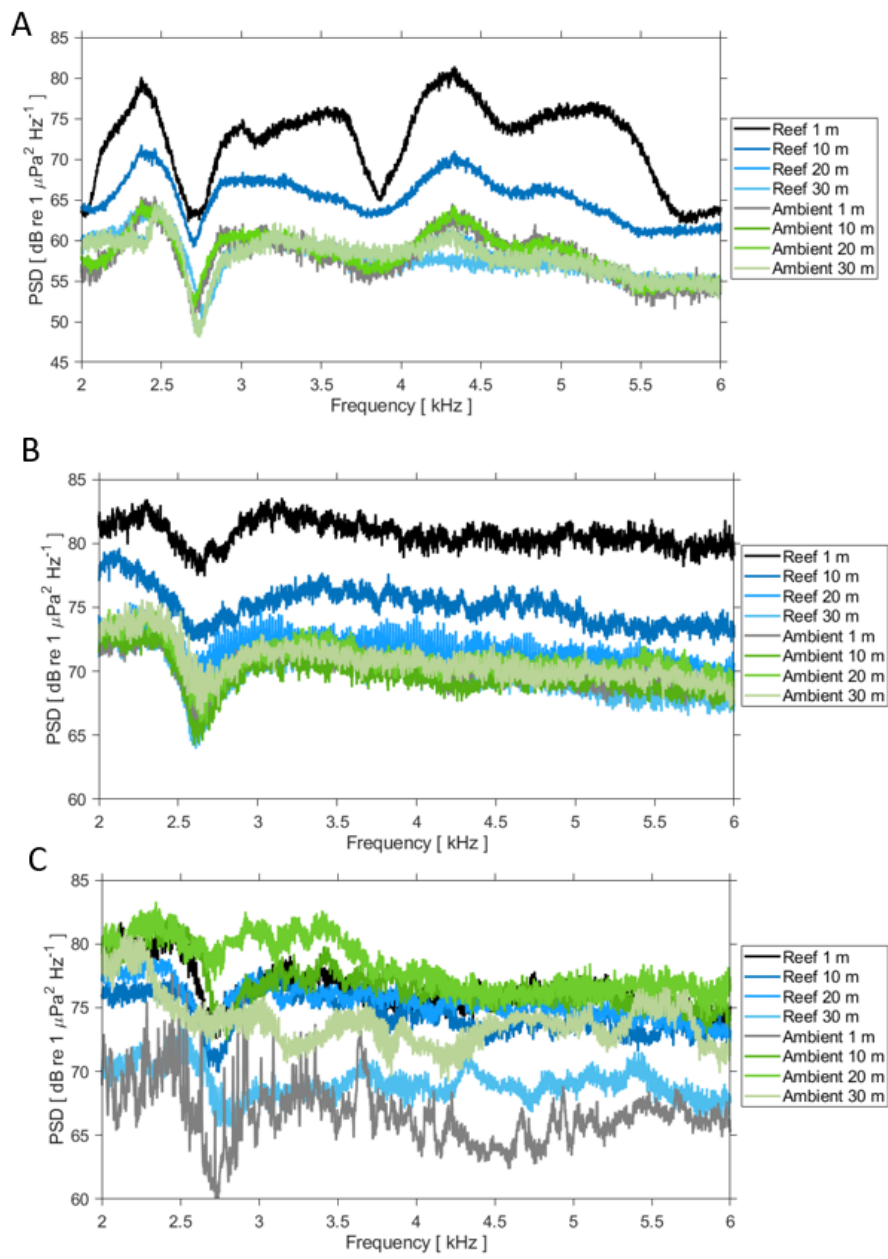 A
PSD [ dB re 1 μPa² Hz⁻¹ ]
85
80
75
70
65
60
55
50
45
2 2.5 3 3.5 4 4.5 5 5.5 6
Frequency [ kHz ]
Reef 1 m
Reef 10 m
Reef 20 m
Reef 30 m
Ambient 1 m
Ambient 10 m
Ambient 20 m
Ambient 30 m
B
PSD [ dB re 1 μPa² Hz⁻¹ ]
85
80
75
70
65
60
2 2.5 3 3.5 4 4.5 5 5.5 6
Frequency [ kHz ]
Reef 1 m
Reef 10 m
Reef 20 m
Reef 30 m
Ambient 1 m
Ambient 10 m
Ambient 20 m
Ambient 30 m
C
PSD [ dB re 1 μPa² Hz⁻¹ ]
85
80
75
70
65
60
2 2.5 3 3.5 4 4.5 5 5.5 6
Frequency [ kHz ]
Reef 1 m
Reef 10 m
Reef 20 m
Reef 30 m
Ambient 1 m
Ambient 10 m
Ambient 20 m
Ambient 30 m